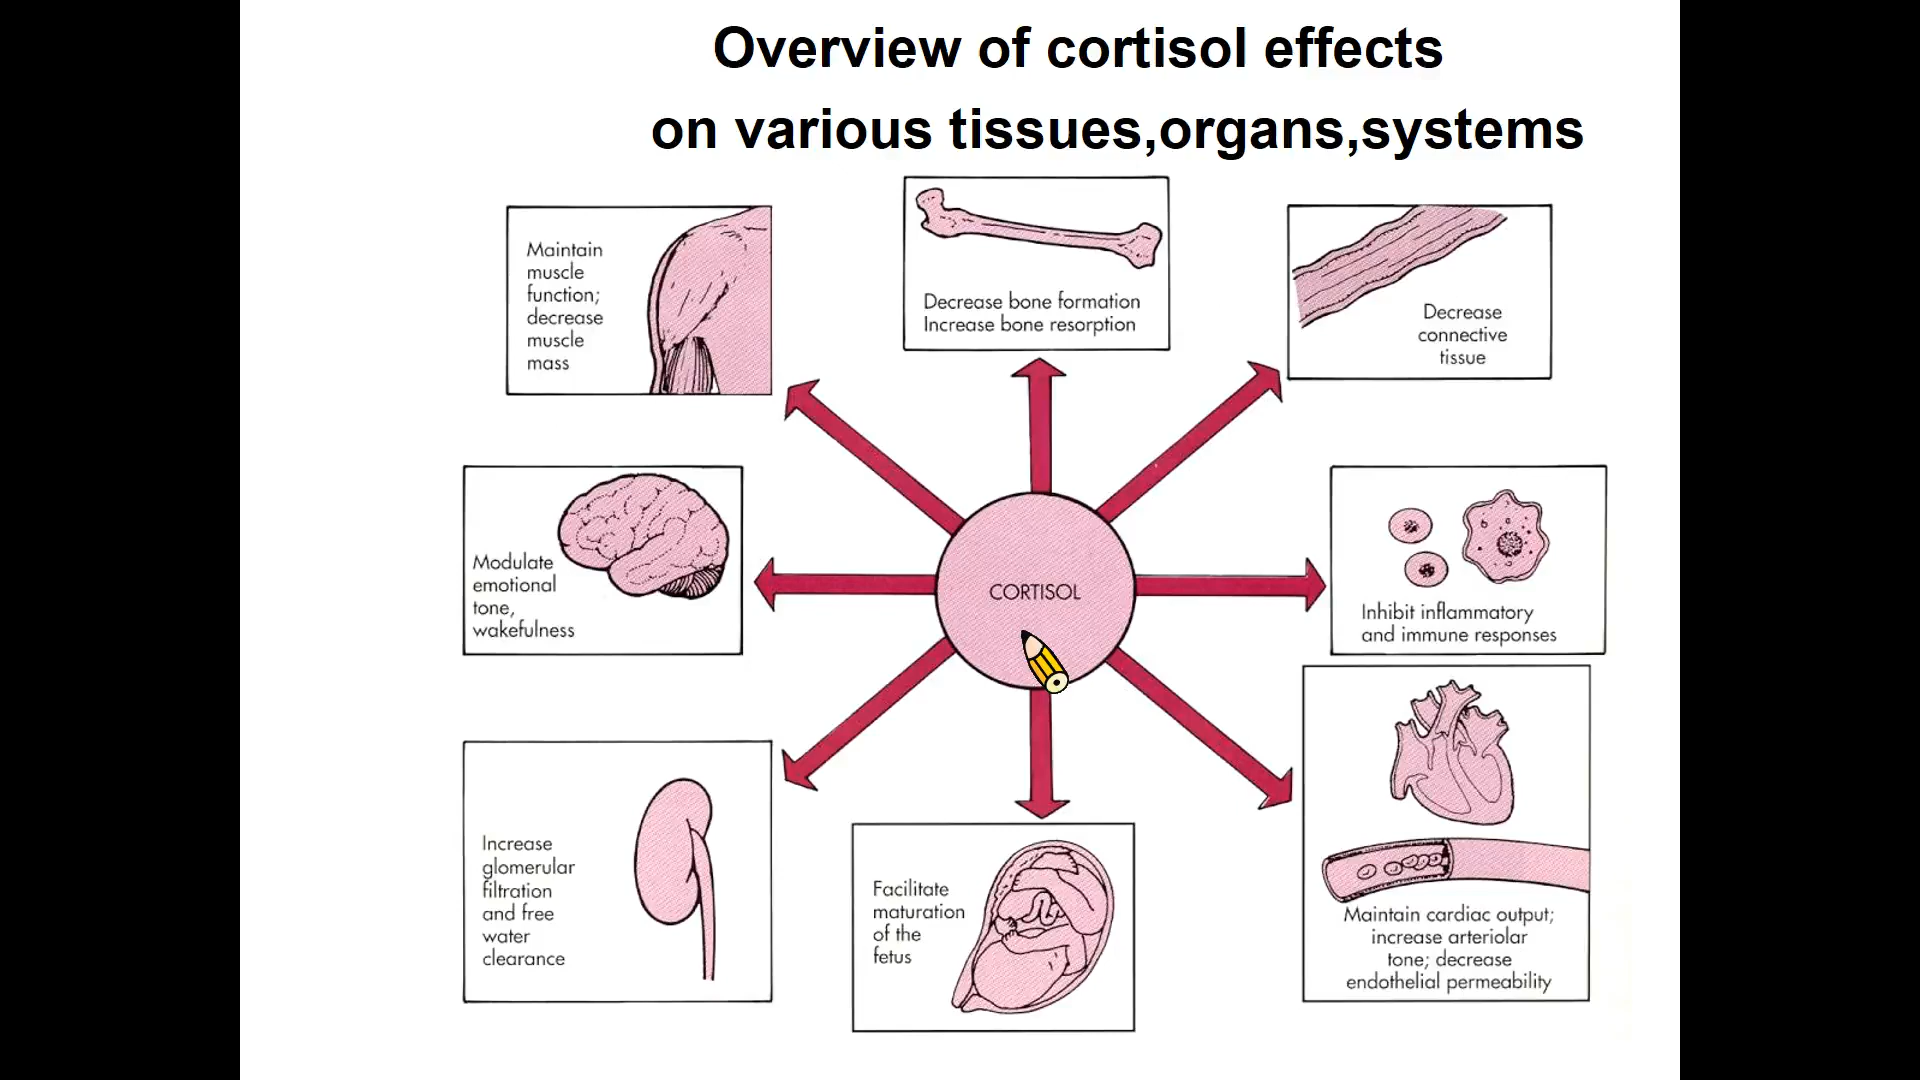 Overview of cortisol effects
on various tissues,organs,systems
Maintain
muscle
function;
decrease
muscle
mass
Decrease bone formation
Increase bone resorption
Decrease
connective
tissue
Modulate
emotional
tone,
wakefulness
CORTISOL
Inhibit inflammatory
and immune responses
Increase
glomerular
filtration
and free
water
clearance
Facilitate
maturation
of the
fetus
Maintain cardiac output;
increase arteriolar
tone; decrease
endothelial permeability